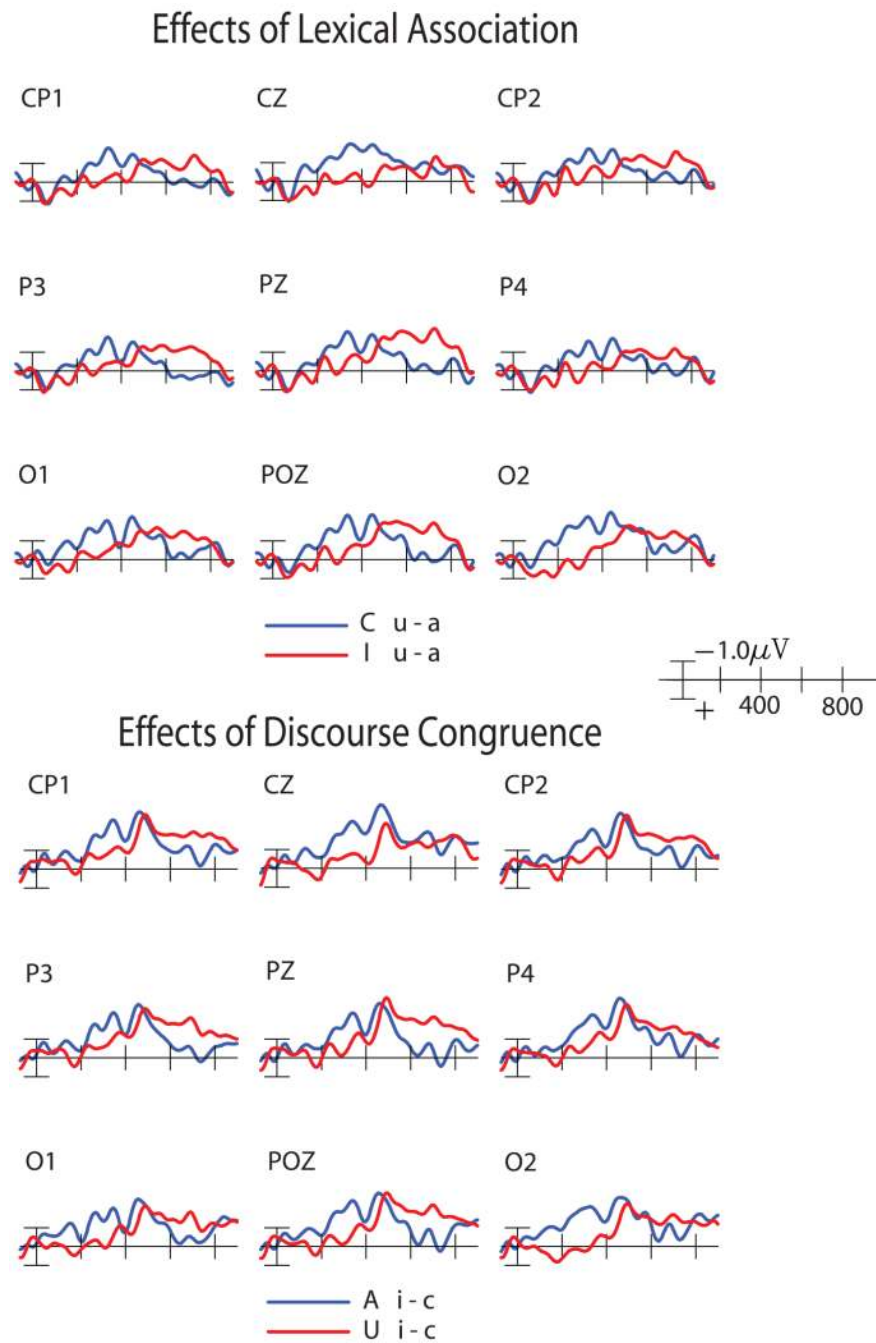 Effects of Lexical Association
CP1 CZ CP2
P3 PZ P4
O1 POZ O2
C u-a
I u-a
−1.0μV
+ 400 800
Effects of Discourse Congruence
CP1 CZ CP2
P3 PZ P4
O1 POZ O2
A i-c
U i-c